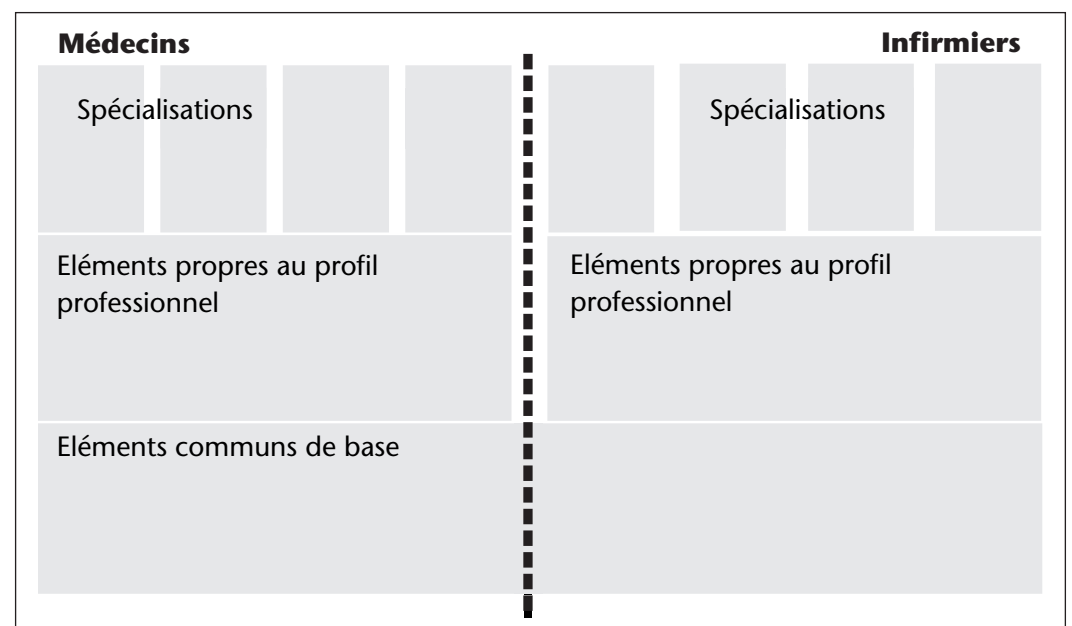 Médecins
Infirmiers
Spécialisations
Spécialisations
Eléments propres au profil
professionnel
Eléments propres au profil
professionnel
Eléments communs de base